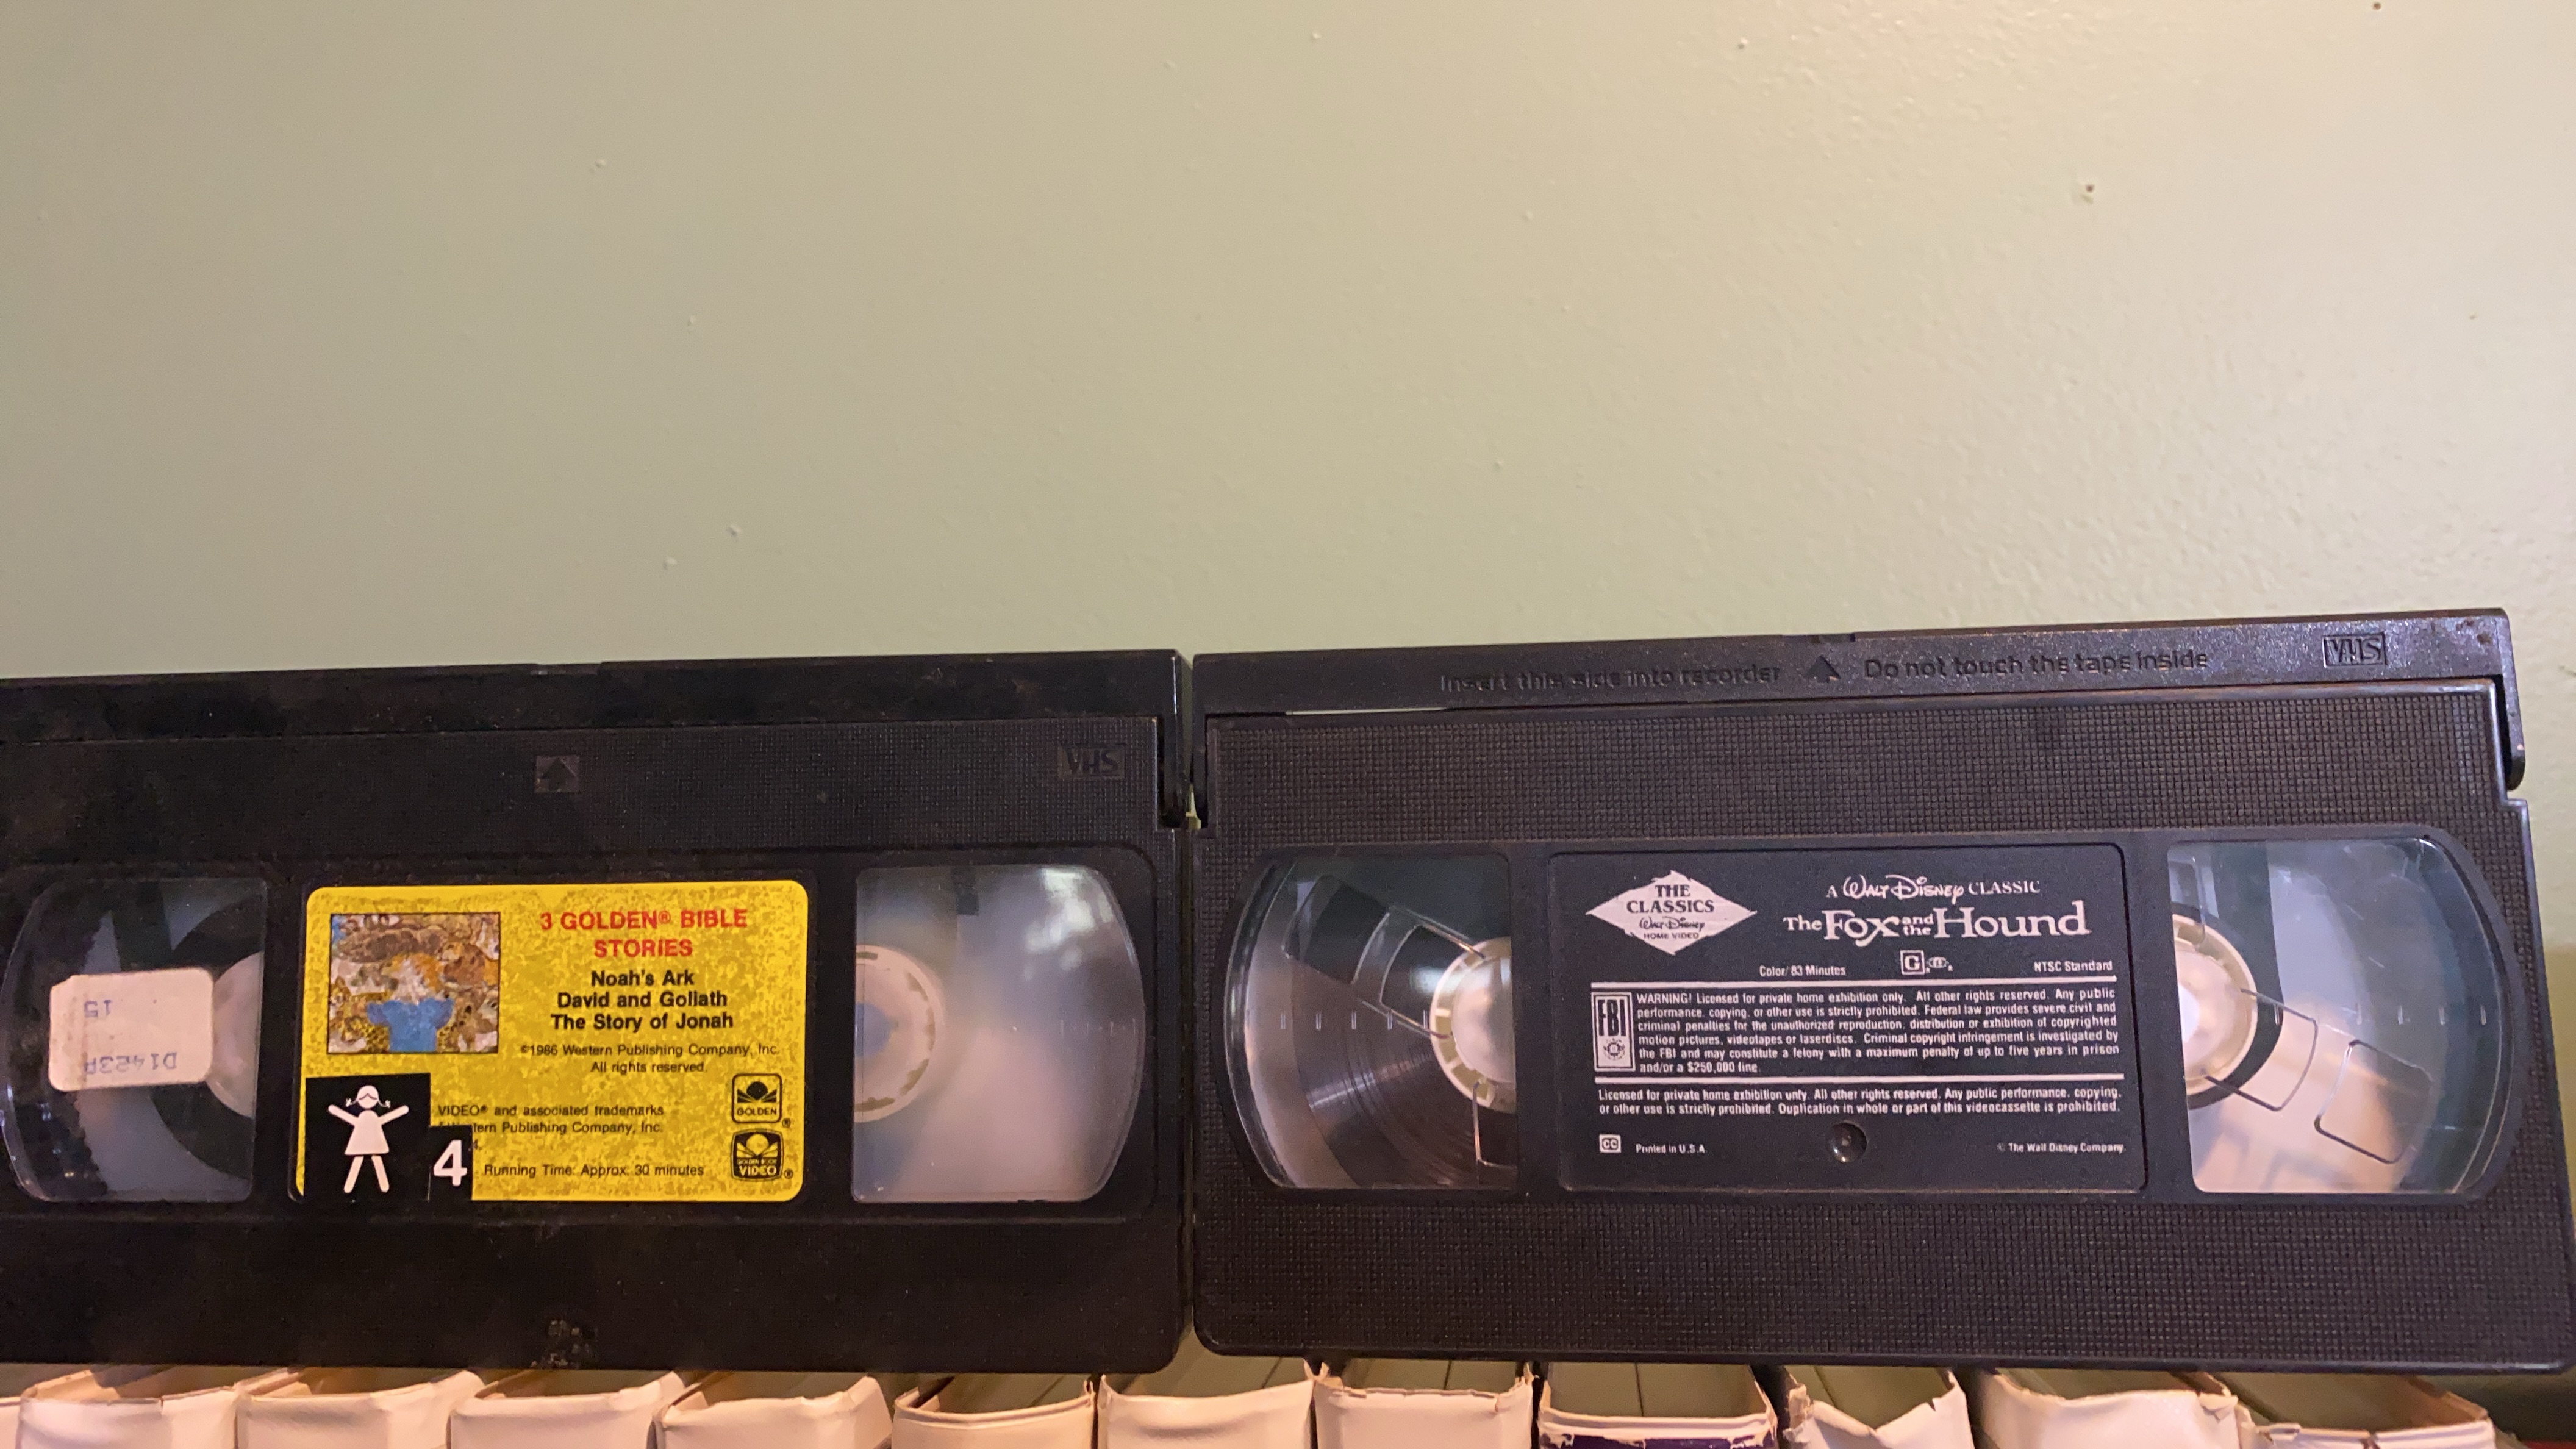 VHS
15
D1423P
3 GOLDEN® BIBLE
STORIES
Noah's Ark
David and Goliath
The Story of Jonah
©1986 Western Publishing Company, Inc.
All rights reserved.
VIDEO® and associated trademarks
tern Publishing Company, Inc.
4
Running Time: Approx. 30 minutes
GOLDEN ®
GOLDEN BOOK
VIDEO ®
Insert this side into recorder Do not touch the tape inside
VHS
THE
CLASSICS
Walt Disney
HOME VIDEO
A Walt Disney CLASSIC
The Fox and the Hound
Color/ 83 Minutes
G
NTSC Standard
FBI
WARNING! Licensed for private home exhibition only. All other rights reserved. Any public
performance, copying, or other use is strictly prohibited. Federal law provides severe civil and
criminal penalties for the unauthorized reproduction, distribution or exhibition of copyrighted
motion pictures, videotapes or laserdiscs. Criminal copyright infringement is investigated by
the FBI and may constitute a felony with a maximum penalty of up to five years in prison
and/or a $250,000 fine.
Licensed for private home exhibition only. All other rights reserved. Any public performance, copying,
or other use is strictly prohibited. Duplication in whole or part of this videocassette is prohibited.
CC
Printed in U.S.A
© The Walt Disney Company